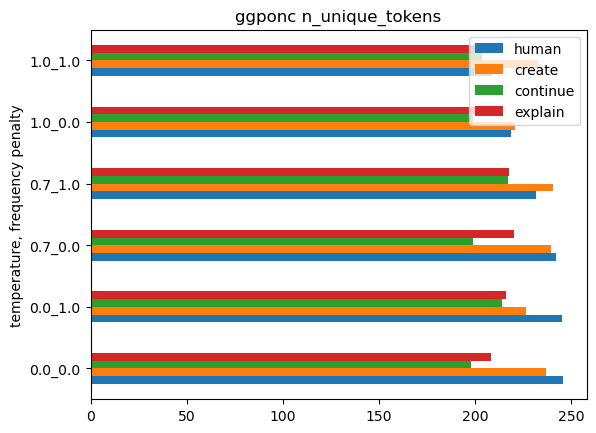 ggponc n_unique_tokens
human
create
continue
explain
temperature, frequency penalty
1.0_1.0
1.0_0.0
0.7_1.0
0.7_0.0
0.0_1.0
0.0_0.0
0 50 100 150 200 250